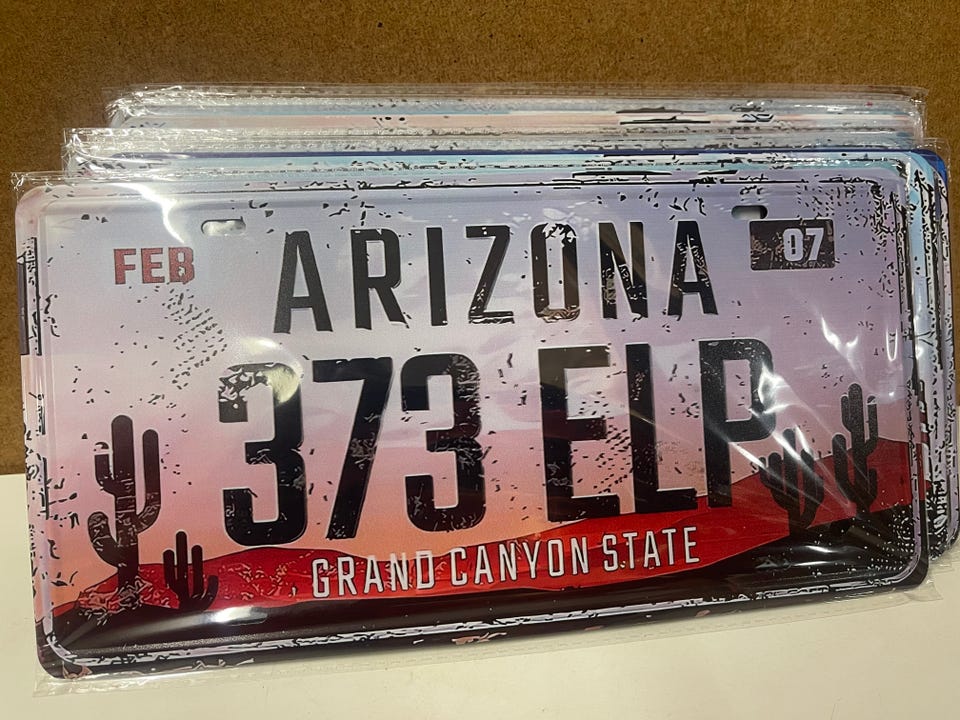 FEB ARIZONA 07
373 ELP
GRAND CANYON STATE